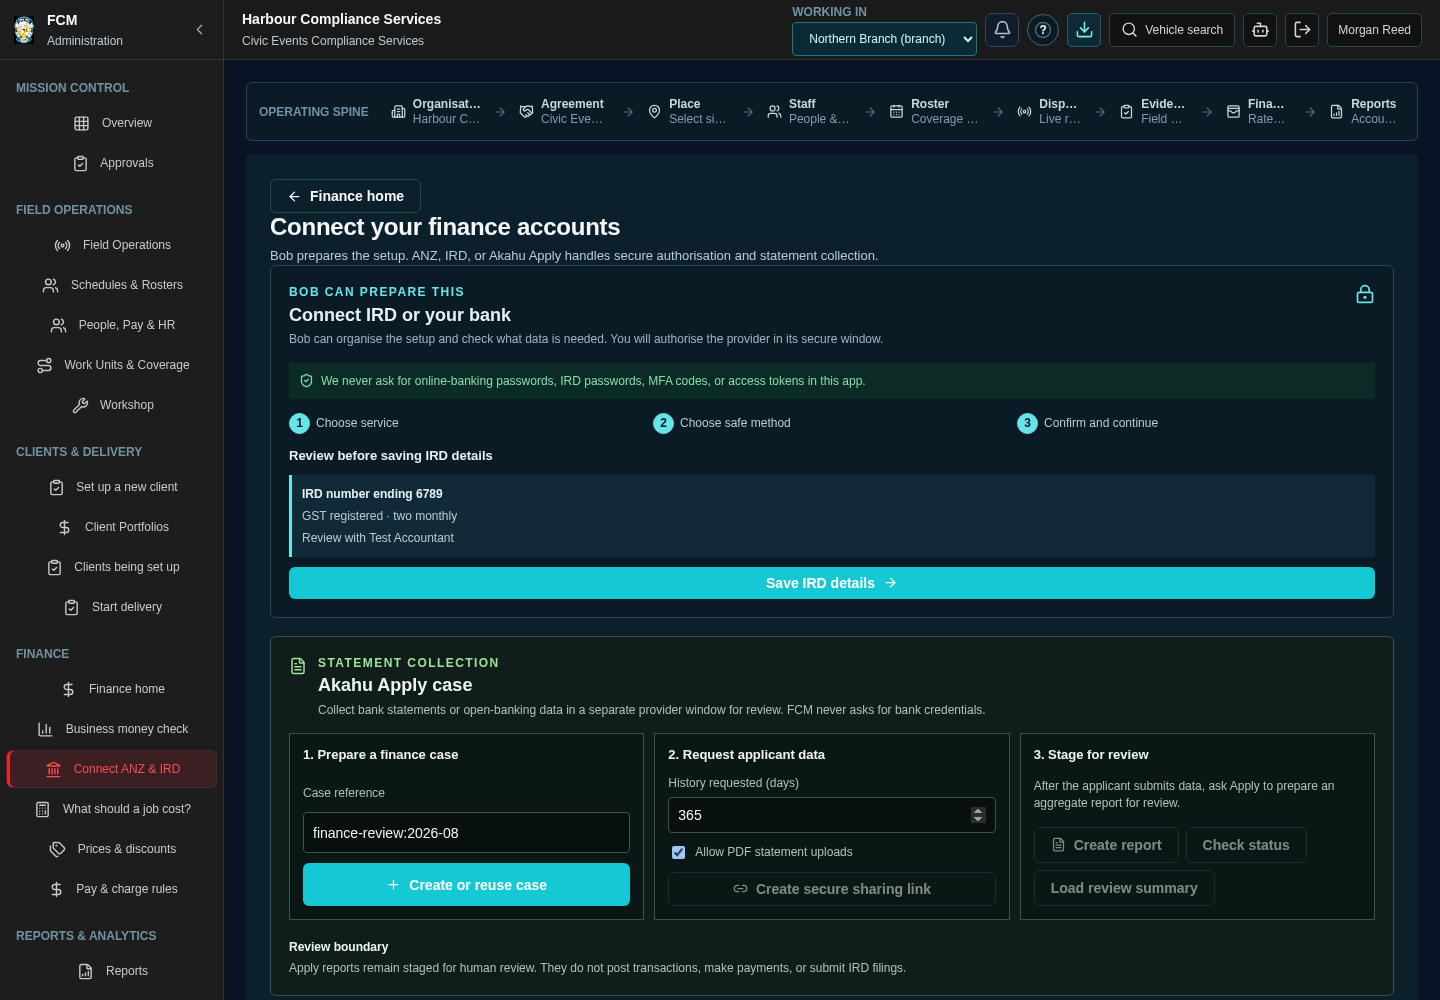 FCM
Administration
Harbour Compliance Services
Civic Events Compliance Services
WORKING IN
Northern Branch (branch)
Vehicle search
Morgan Reed
MISSION CONTROL
Overview
Approvals
FIELD OPERATIONS
Field Operations
Schedules & Rosters
People, Pay & HR
Work Units & Coverage
Workshop
CLIENTS & DELIVERY
Set up a new client
Client Portfolios
Clients being set up
Start delivery
FINANCE
Finance home
Business money check
Connect ANZ & IRD
What should a job cost?
Prices & discounts
Pay & charge rules
REPORTS & ANALYTICS
Reports
OPERATING SPINE
Organisat…
Harbour C…
Agreement
Civic Eve…
Place
Select si…
Staff
People &…
Roster
Coverage …
Disp…
Live r…
Evide…
Field …
Fina…
Rate…
Reports
Accou…
Finance home
Connect your finance accounts
Bob prepares the setup. ANZ, IRD, or Akahu Apply handles secure authorisation and statement collection.
BOB CAN PREPARE THIS
Connect IRD or your bank
Bob can organise the setup and check what data is needed. You will authorise the provider in its secure window.
We never ask for online-banking passwords, IRD passwords, MFA codes, or access tokens in this app.
1 Choose service
2 Choose safe method
3 Confirm and continue
Review before saving IRD details
IRD number ending 6789
GST registered · two monthly
Review with Test Accountant
Save IRD details
STATEMENT COLLECTION
Akahu Apply case
Collect bank statements or open-banking data in a separate provider window for review. FCM never asks for bank credentials.
1. Prepare a finance case
Case reference
finance-review:2026-08
Create or reuse case
2. Request applicant data
History requested (days)
365
Allow PDF statement uploads
Create secure sharing link
3. Stage for review
After the applicant submits data, ask Apply to prepare an
aggregate report for review.
Create report
Check status
Load review summary
Review boundary
Apply reports remain staged for human review. They do not post transactions, make payments, or submit IRD filings.